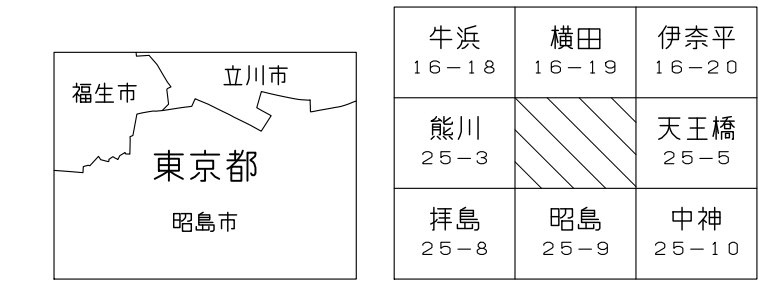 立川市
福生市
東京都
昭島市
牛浜 横田 伊奈平
16-18 16-19 16-20
熊川 天王橋
25-3 25-5
拝島 昭島 中神
25-8 25-9 25-10